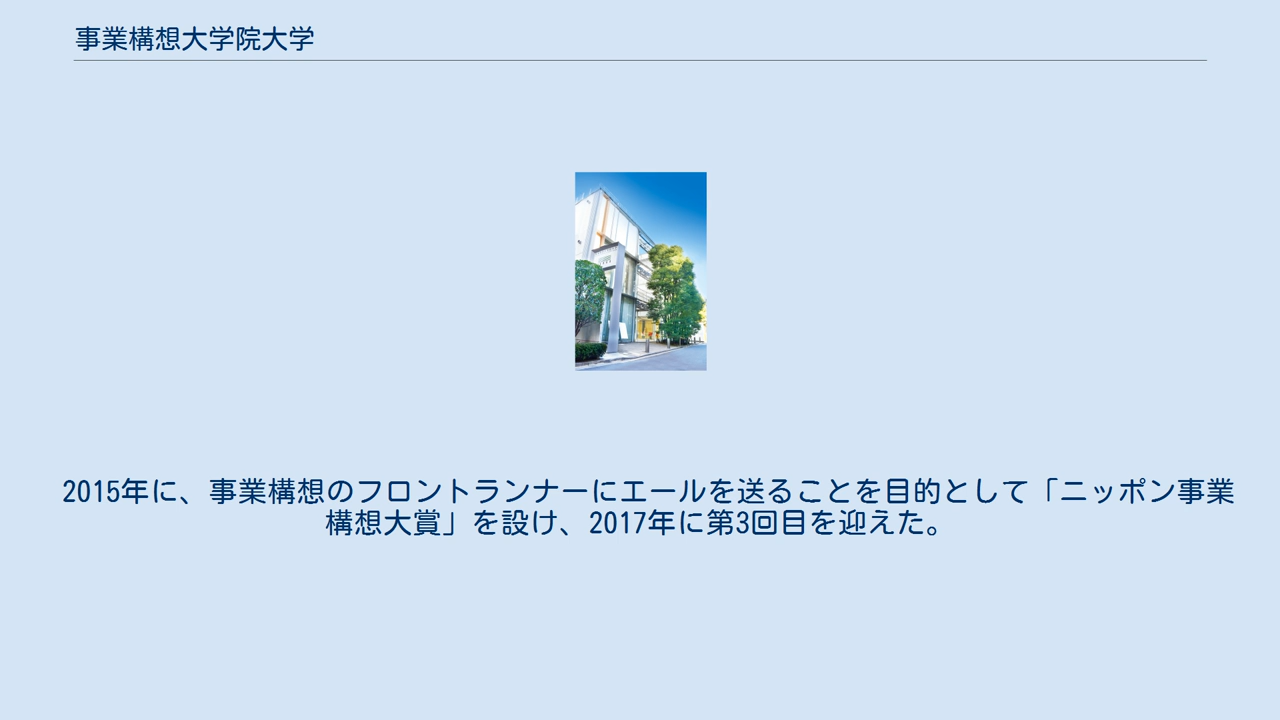 事業構想大学院大学
2015年に、事業構想のフロントランナーにエールを送ることを目的として「ニッポン事業
構想大賞」を設け、2017年に第3回目を迎えた。